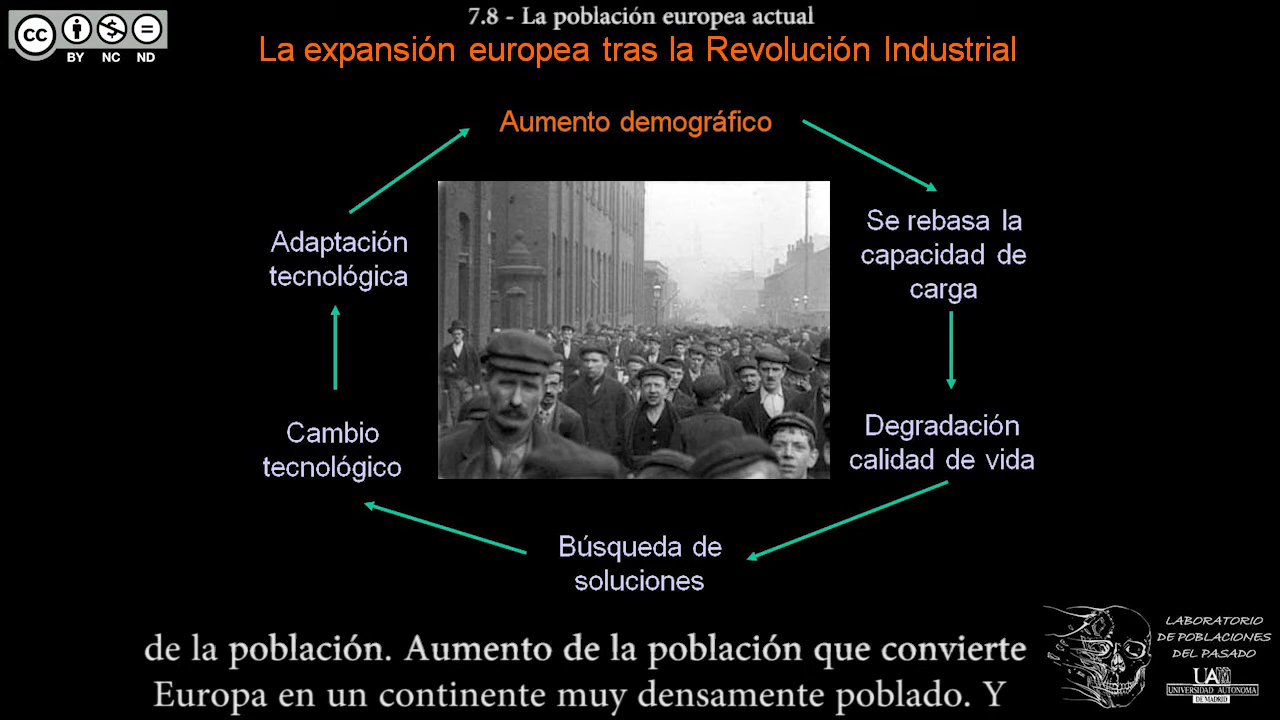 7.8 - La población europea actual
cc
BY NC ND
La expansión europea tras la Revolución Industrial
Aumento demográfico
Se rebasa la
capacidad de
carga
Degradación
calidad de vida
Búsqueda de
soluciones
Cambio
tecnológico
Adaptación
tecnológica
de la población. Aumento de la población que convierte
Europa en un continente muy densamente poblado. Y
LABORATORIO
DE POBLACIONES
DEL PASADO
UAM
UNIVERSIDAD AUTONOMA
DE MADRID